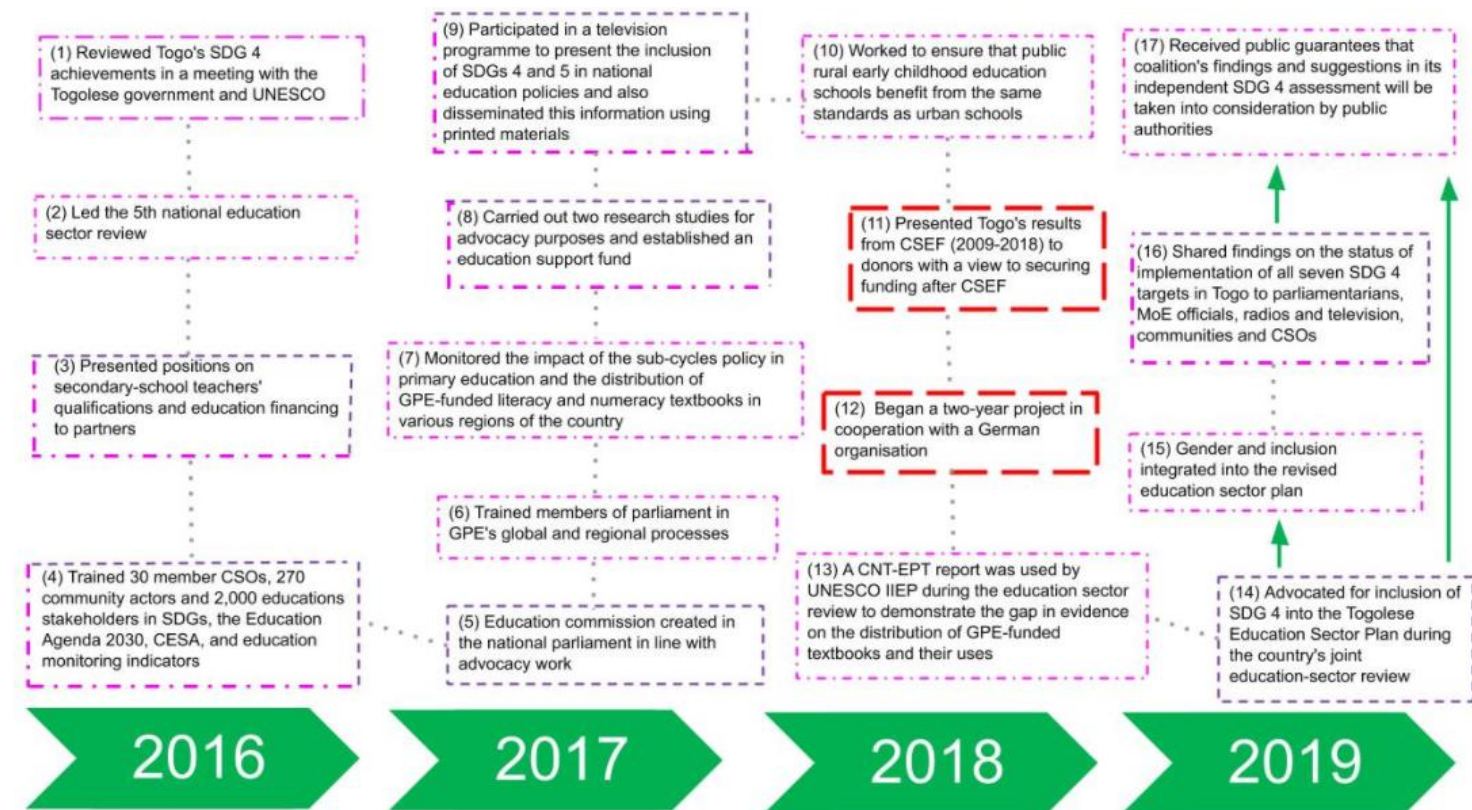 (1) Reviewed Togo's SDG 4
achievements in a meeting with the
Togolese government and UNESCO
(2) Led the 5th national education
sector review
(3) Presented positions on
secondary-school teachers'
qualifications and education financing
to partners
(4) Trained 30 member CSOs, 270
community actors and 2,000 educations
stakeholders in SDGs, the Education
Agenda 2030, CESA, and education
monitoring indicators
(5) Education commission created in
the national parliament in line with
advocacy work
(6) Trained members of parliament in
GPE's global and regional processes
(7) Monitored the impact of the sub-cycles policy in
primary education and the distribution of
GPE-funded literacy and numeracy textbooks in
various regions of the country
(8) Carried out two research studies for
advocacy purposes and established an
education support fund
(9) Participated in a television
programme to present the inclusion
of SDGs 4 and 5 in national
education policies and also
disseminated this information using
printed materials
(10) Worked to ensure that public
rural early childhood education
schools benefit from the same
standards as urban schools
(11) Presented Togo's results
from CSEF (2009-2018) to
donors with a view to securing
funding after CSEF
(12) Began a two-year project in
cooperation with a German
organisation
(13) A CNT-EPT report was used by
UNESCO IIEP during the education sector
review to demonstrate the gap in evidence
on the distribution of GPE-funded
textbooks and their uses
(14) Advocated for inclusion of
SDG 4 into the Togolese
Education Sector Plan during
the country's joint
education-sector review
(15) Gender and inclusion
integrated into the revised
education sector plan
(16) Shared findings on the status of
implementation of all seven SDG 4
targets in Togo to parliamentarians,
MoE officials, radios and television,
communities and CSOs
(17) Received public guarantees that
coalition's findings and suggestions in its
independent SDG 4 assessment will be
taken into consideration by public
authorities
2016
2017
2018
2019